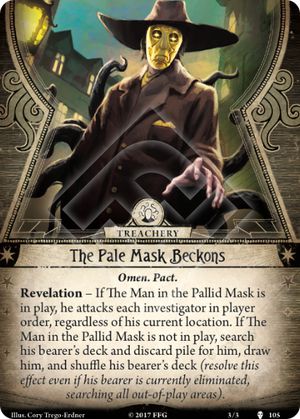 TREACHERY
The Pale Mask Beckons
Omen. Pact.
Revelation – If The Man in the Pallid Mask is
in play, he attacks each investigator in player
order, regardless of his current location. If The
Man in the Pallid Mask is not in play, search
his bearer's deck and discard pile for him, draw
him, and shuffle his bearer's deck (resolve this
effect even if his bearer is currently eliminated,
searching all out-of-play areas).
Illus. Cory Trego-Erdner
© 2017 FFG
3/3
105